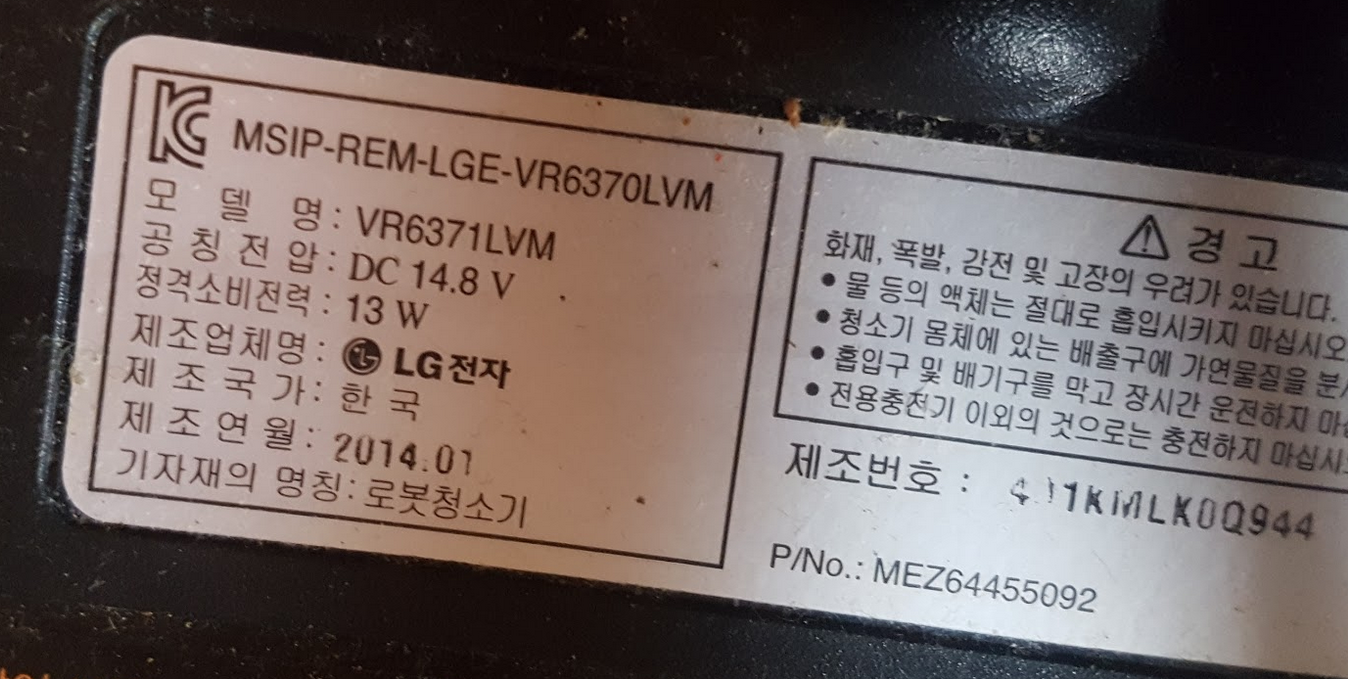 MSIP-REM-LGE-VR6370LVM
모 델 명 : VR6371LVM
공 칭 전 압 : DC 14.8 V
정격소비전력 : 13 W
제조업체명 : LG LG전자
제 조 국 가 : 한 국
제 조 연 월 : 2014.01
기자재의 명칭 : 로봇청소기
경 고
화재, 폭발, 감전 및 고장의 우려가 있습니다.
• 물 등의 액체는 절대로 흡입시키지 마십시오
• 청소기 몸체에 있는 배출구에 가연물질을
• 흡입구 및 배기구를 막고 장시간 운전하지
• 전용충전기 이외의 것으로는 충전하지
제조번호 :
P/No.: MEZ64455092